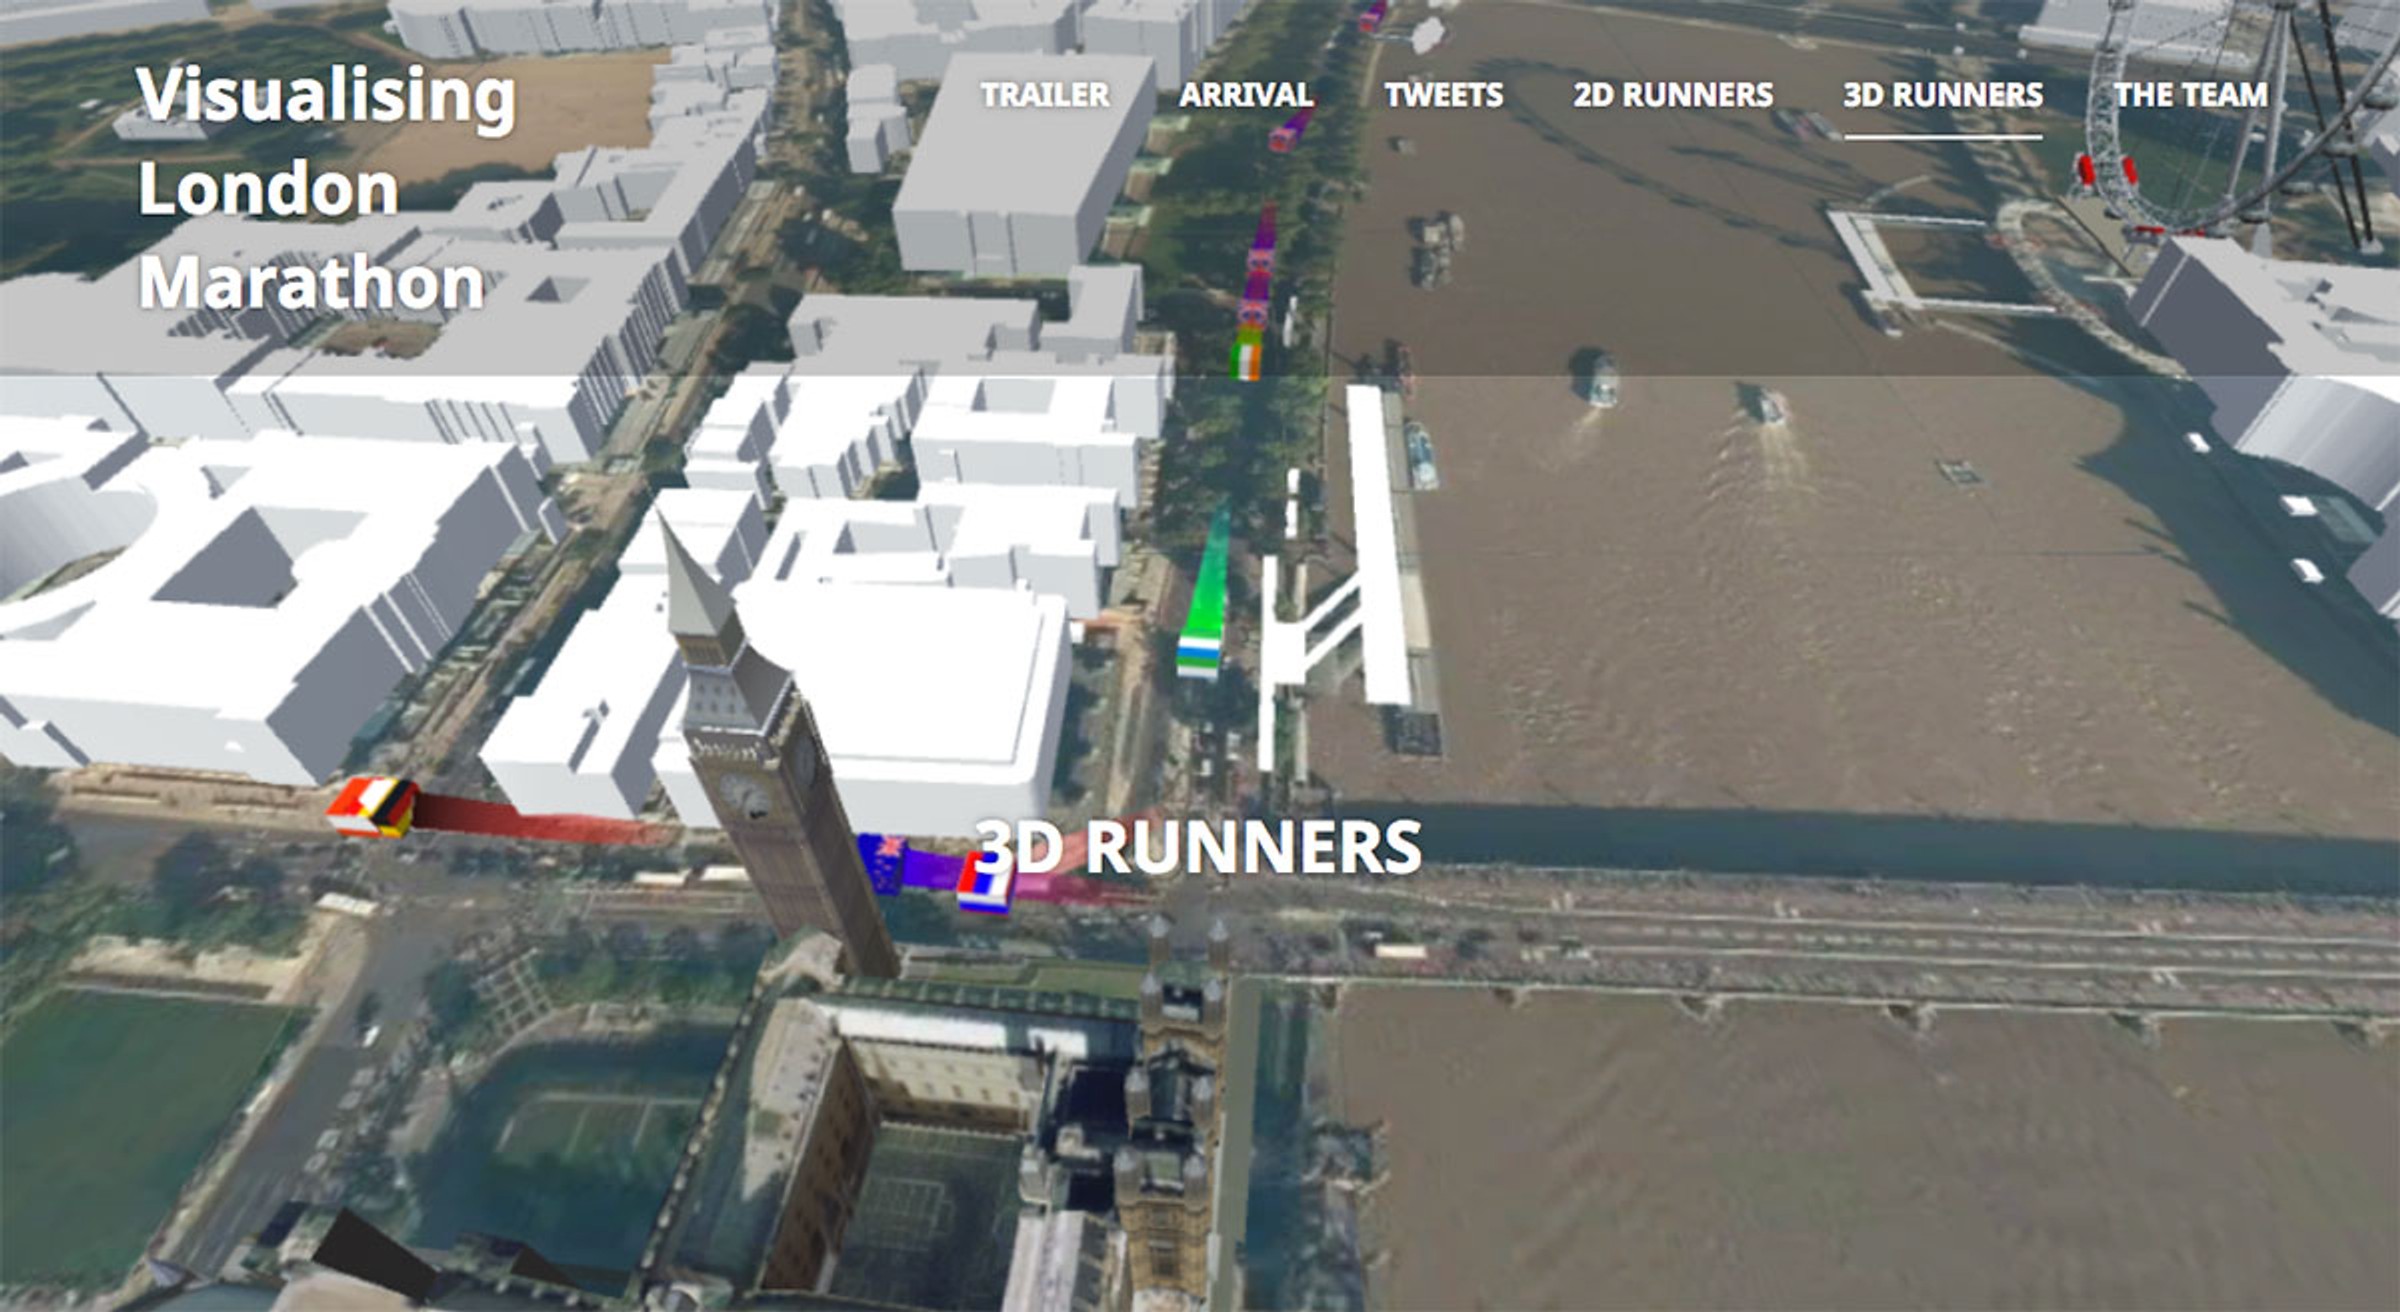 Visualising
London
Marathon
TRAILER
ARRIVAL
TWEETS
2D RUNNERS
3D RUNNERS
THE TEAM
3D RUNNERS